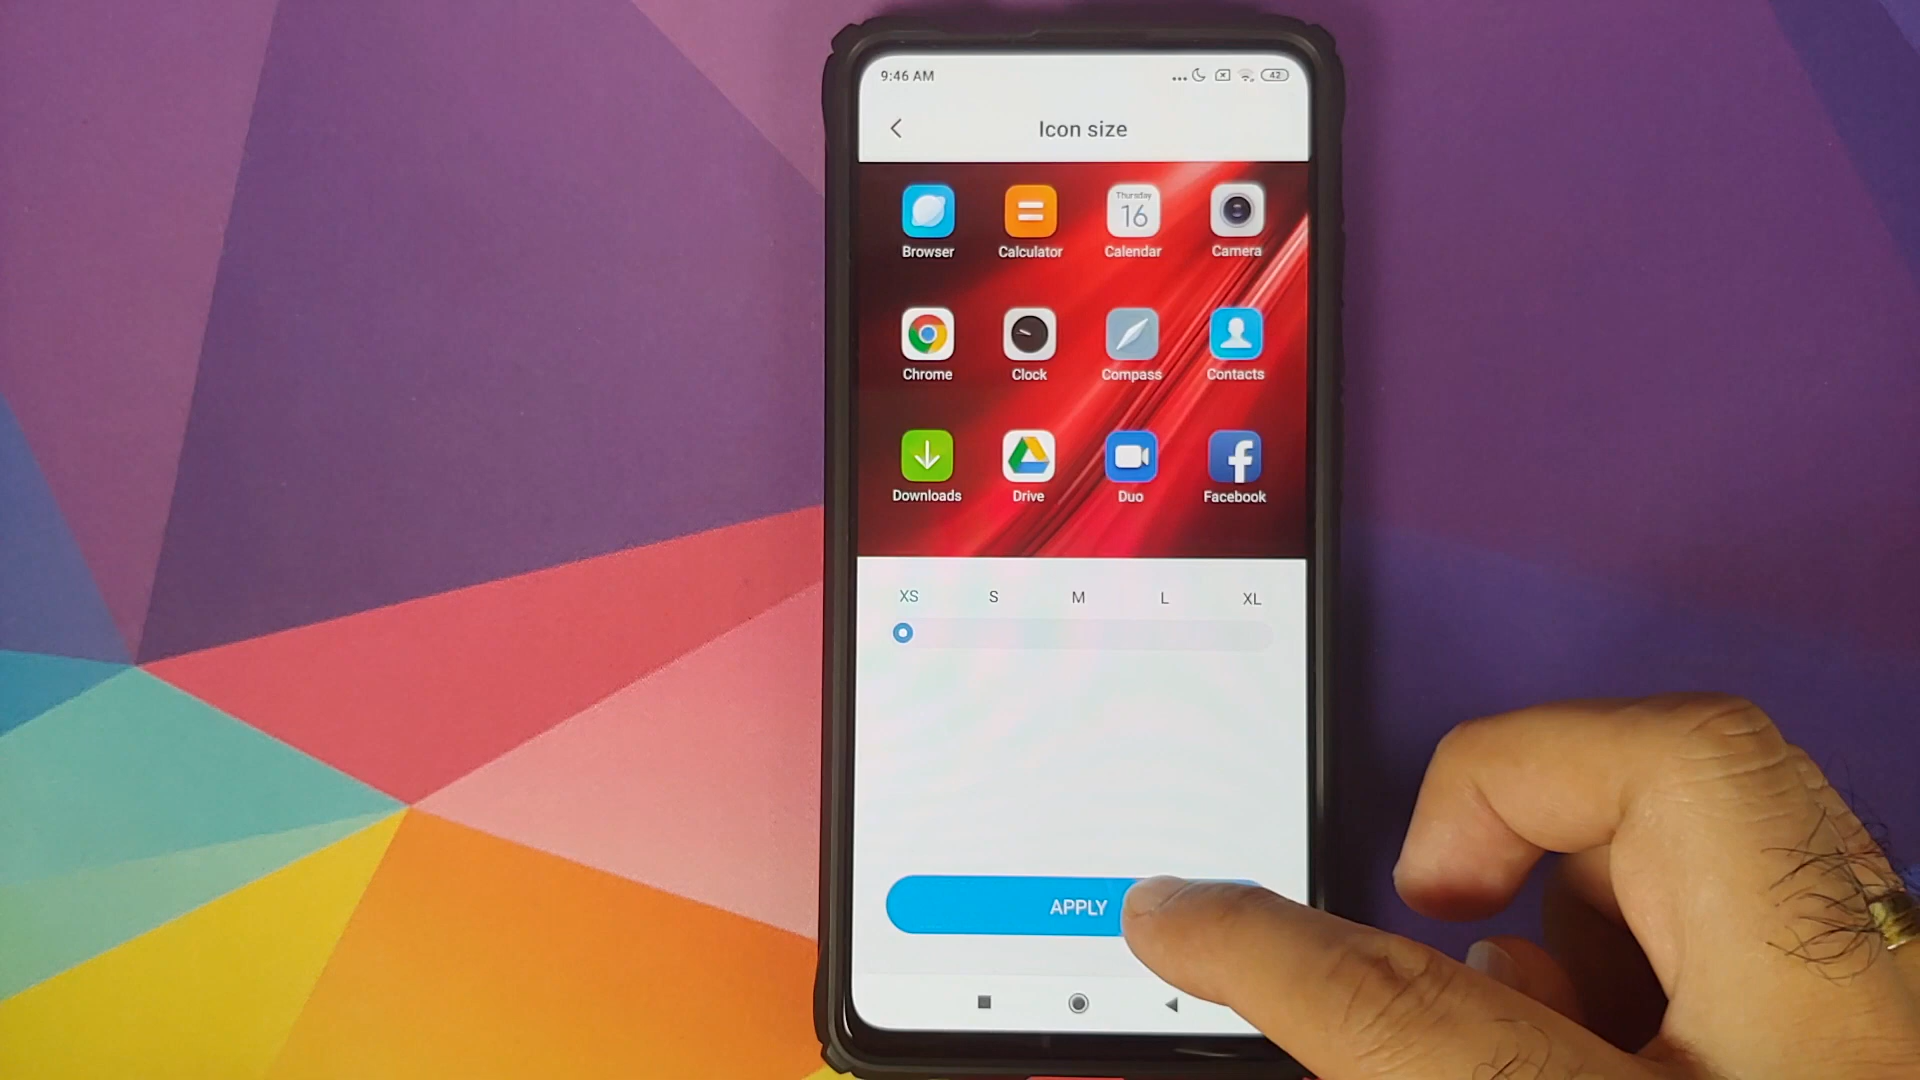 9:46 AM 42
Icon size
Thursday
16
Browser Calculator Calendar Camera
Chrome Clock Compass Contacts
Downloads Drive Duo Facebook
XS S M L XL
APPLY